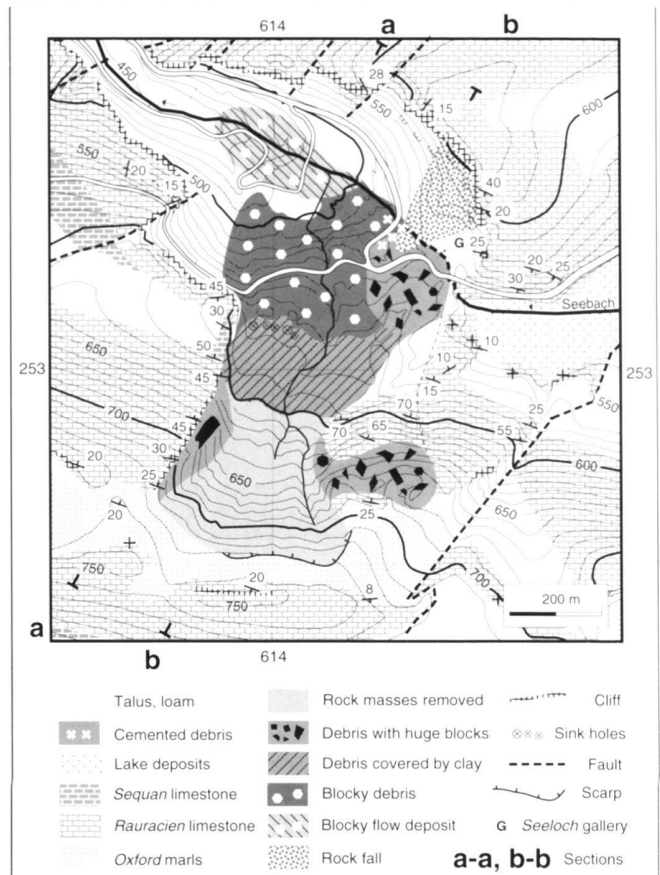 614 a b
450
550
28
15
600
550
20
15
500
40
20
G 25
20
25
30
45
Seebach
30
10
650
50
10
253
45
15
253
550
700
70
25
45
70
65
55
30
70
600
20
25
650
20
25
650
750
20
750
8
700
200 m
a
b
614
Talus, loam
Rock masses removed
Cliff
Cemented debris
Debris with huge blocks
Sink holes
Lake deposits
Debris covered by clay
Fault
Sequan limestone
Blocky debris
Scarp
Rauracien limestone
Blocky flow deposit
G Seeloch gallery
Oxford marls
Rock fall
a-a, b-b Sections